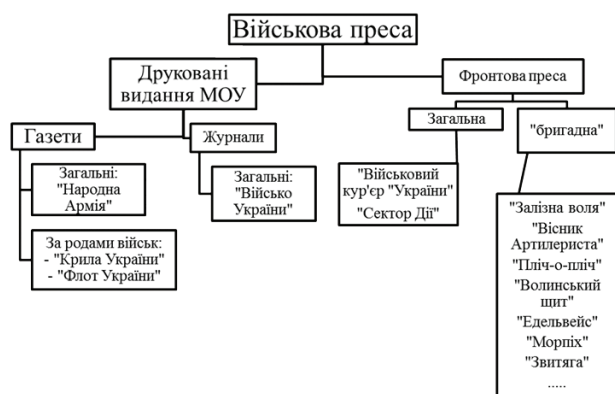 Військова преса
Друковані
видання МОУ
Фронтова преса
Газети
Журнали
Загальна
"бригадна"
Загальні:
"Народна
Армія"
Загальні:
"Військо
України"
"Військовий
кур'єр "України"
"Сектор Дії"
За родами військ:
- "Крила України"
- "Флот України"
"Залізна воля"
"Вісник
Артилериста"
"Пліч-о-пліч"
"Волинський
щит"
"Едельвейс"
"Морпіх"
"Звитяга"
.....